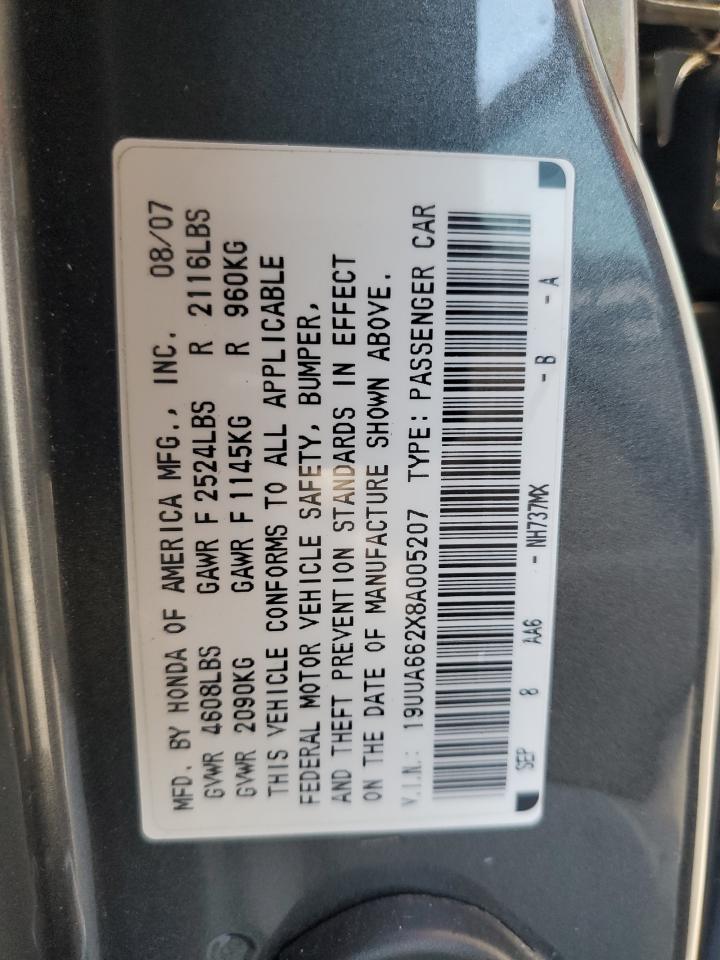 MFD. BY HONDA OF AMERICA MFG., INC. 08/07
GVWR 4608LBS GAWR F 2524LBS R 2116LBS
GVWR 2090KG GAWR F 1145KG R 960KG
THIS VEHICLE CONFORMS TO ALL APPLICABLE
FEDERAL MOTOR VEHICLE SAFETY, BUMPER,
AND THEFT PREVENTION STANDARDS IN EFFECT
ON THE DATE OF MANUFACTURE SHOWN ABOVE.
V.I.N.: 19UUA662X8A005207 TYPE: PASSENGER CAR
SEP 8 AA6 - NH737MX - B - A